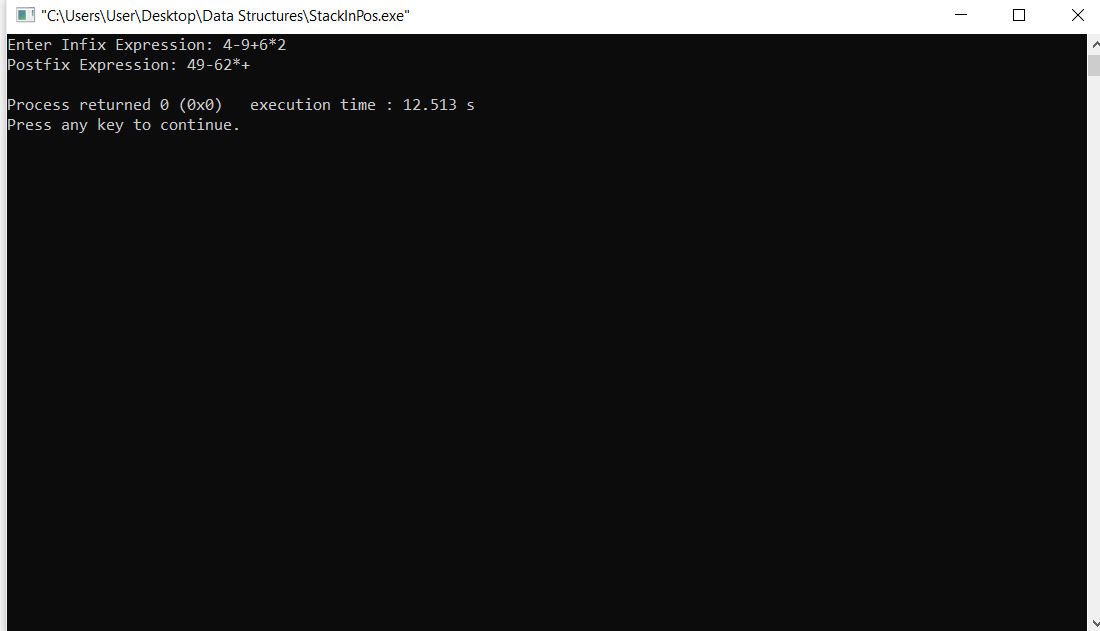 "C:\Users\User\Desktop\Data Structures\StackInPos.exe"
Enter Infix Expression: 4-9+6*2
Postfix Expression: 49-62*+
Process returned 0 (0x0)   execution time : 12.513 s
Press any key to continue.